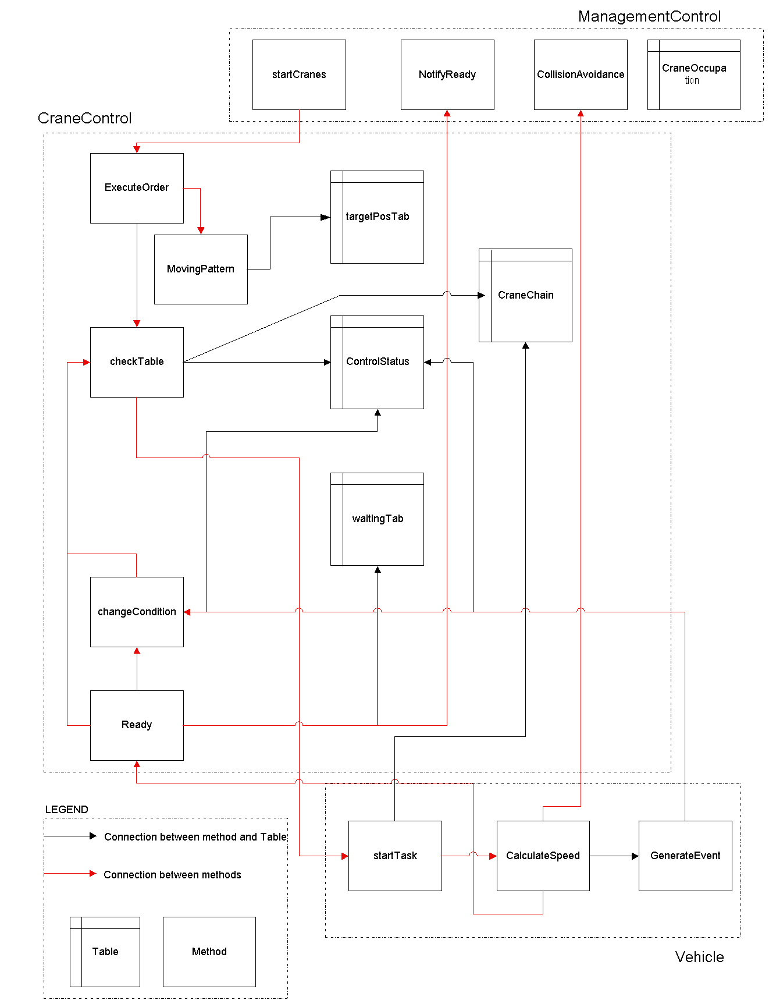 ManagementControl
startCranes
NotifyReady
CollisionAvoidance
CraneOccupa
tion
CraneControl
ExecuteOrder
targetPosTab
MovingPattern
CraneChain
checkTable
ControlStatus
waitingTab
changeCondition
Ready
LEGEND
Connection between method and Table
Connection between methods
Table
Method
startTask
CalculateSpeed
GenerateEvent
Vehicle